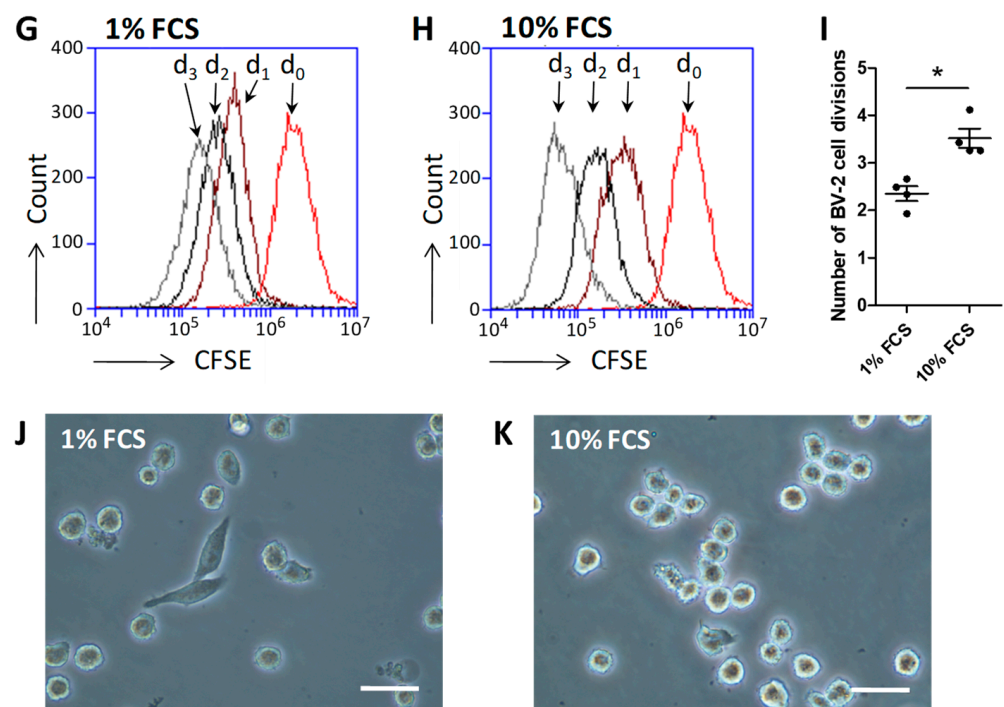 G 1% FCS
400
300
200
100
0
Count
d3 d2 d1 d0
10^4 10^5 10^6 10^7
CFSE
H 10% FCS
400
300
200
100
0
Count
d3 d2 d1 d0
10^4 10^5 10^6 10^7
CFSE
I
*
Number of BV-2 cell divisions
5
4
3
2
1
0
1% FCS
10% FCS
J 1% FCS
K 10% FCS